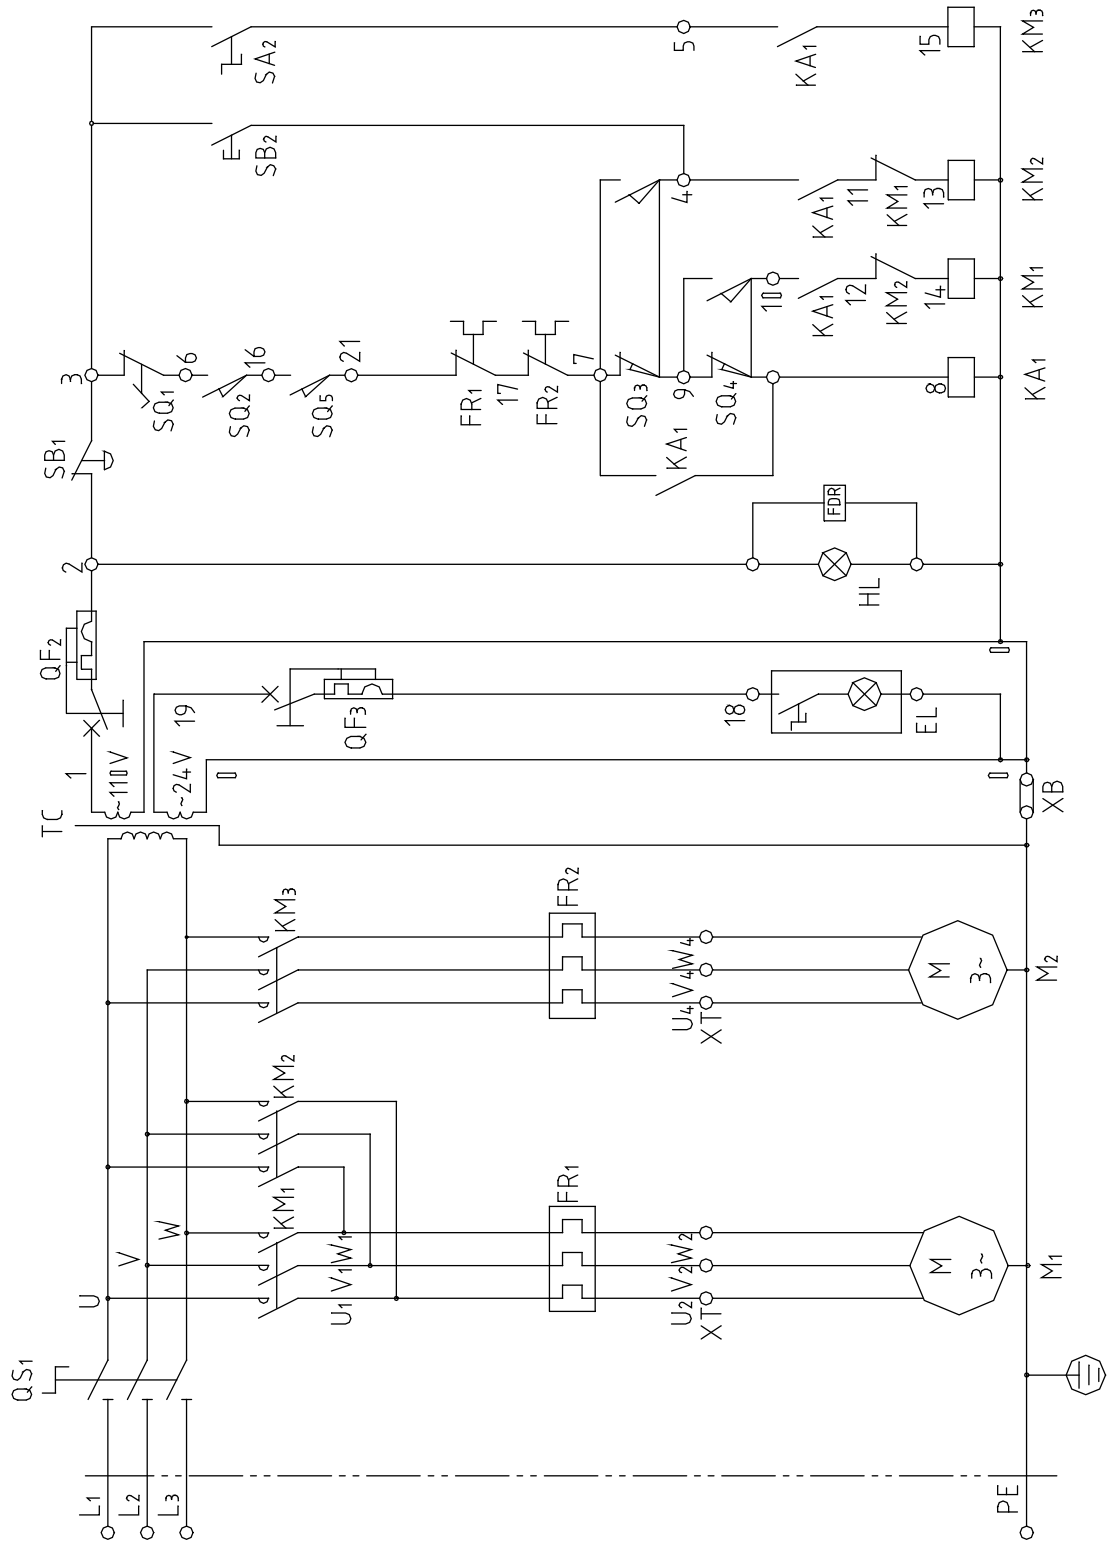 L1
L2
L3
PE
QS1
U
V
W
KM1
KM2
KM3
U1
V1
W1
FR1
FR2
U2
V2
W2
XT
U4
V4
W4
XT
M
3~
M1
M
3~
M2
TC
~110V
~24V
1
19
0
0
0
XB
QF2
QF3
18
EL
2
HL
FDR
SB1
3
SQ1
6
SQ2
16
SQ5
21
FR1
17
FR2
7
SQ3
9
SQ4
KA1
8
KA1
10
KA1
12
KM2
14
KM1
4
KA1
11
KM1
13
KM2
SB2
SA2
5
KA1
15
KM3